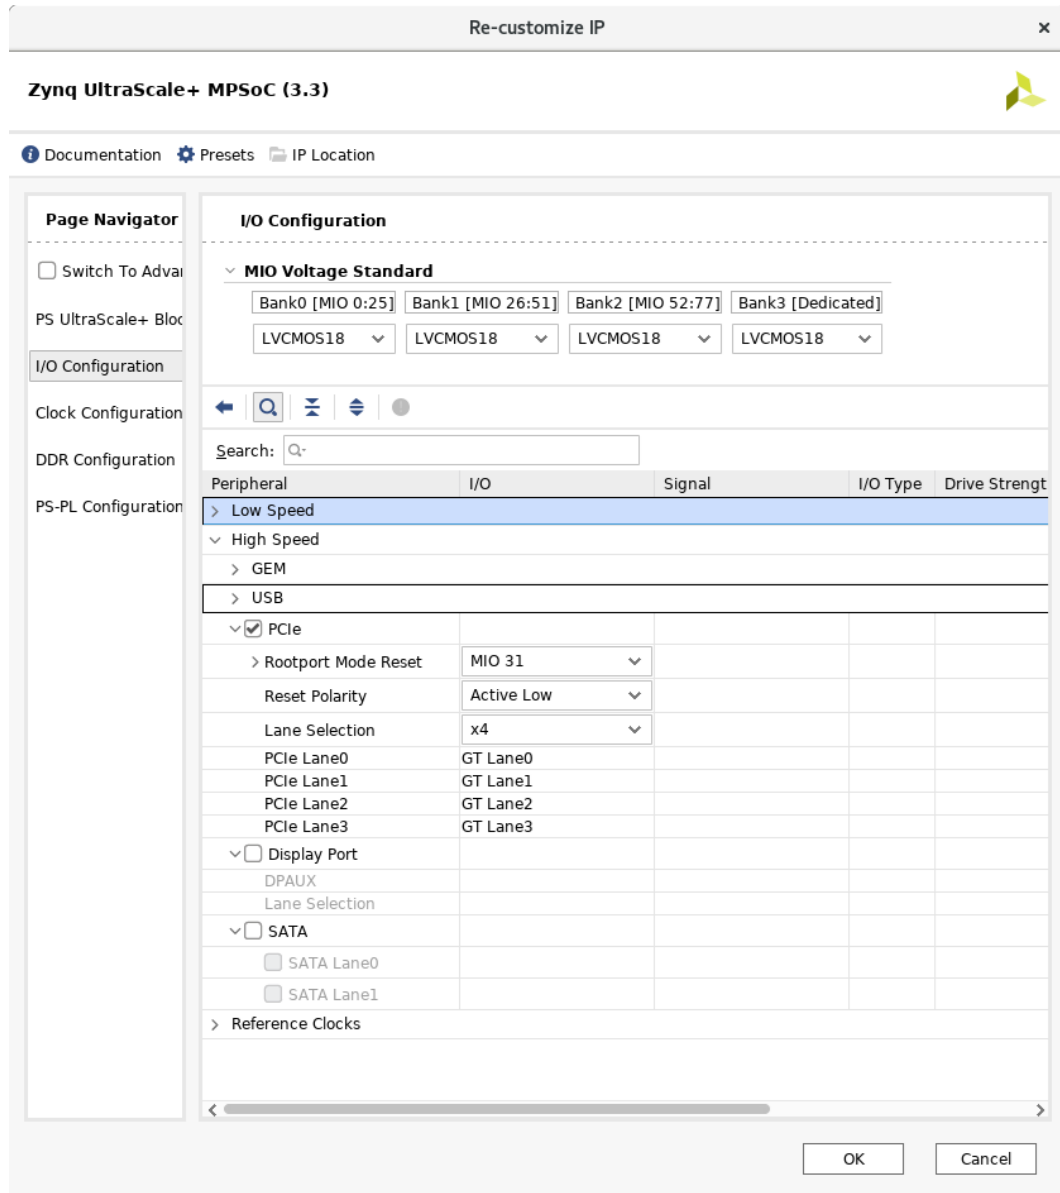 Re-customize IP
Zynq UltraScale+ MPSoC (3.3)
Documentation Presets IP Location
Page Navigator
Switch To Advar
PS UltraScale+ Bloc
I/O Configuration
Clock Configuration
DDR Configuration
PS-PL Configuration
I/O Configuration
MIO Voltage Standard
Bank0 [MIO 0:25] Bank1 [MIO 26:51] Bank2 [MIO 52:77] Bank3 [Dedicated]
LVCMOS18 LVCMOS18 LVCMOS18 LVCMOS18
Search:
Peripheral I/O Signal I/O Type Drive Strengt
Low Speed
High Speed
GEM
USB
PCIe
Rootport Mode Reset MIO 31
Reset Polarity Active Low
Lane Selection x4
PCIe Lane0 GT Lane0
PCIe Lane1 GT Lane1
PCIe Lane2 GT Lane2
PCIe Lane3 GT Lane3
Display Port
DPAUX
Lane Selection
SATA
SATA Lane0
SATA Lane1
Reference Clocks
OK Cancel